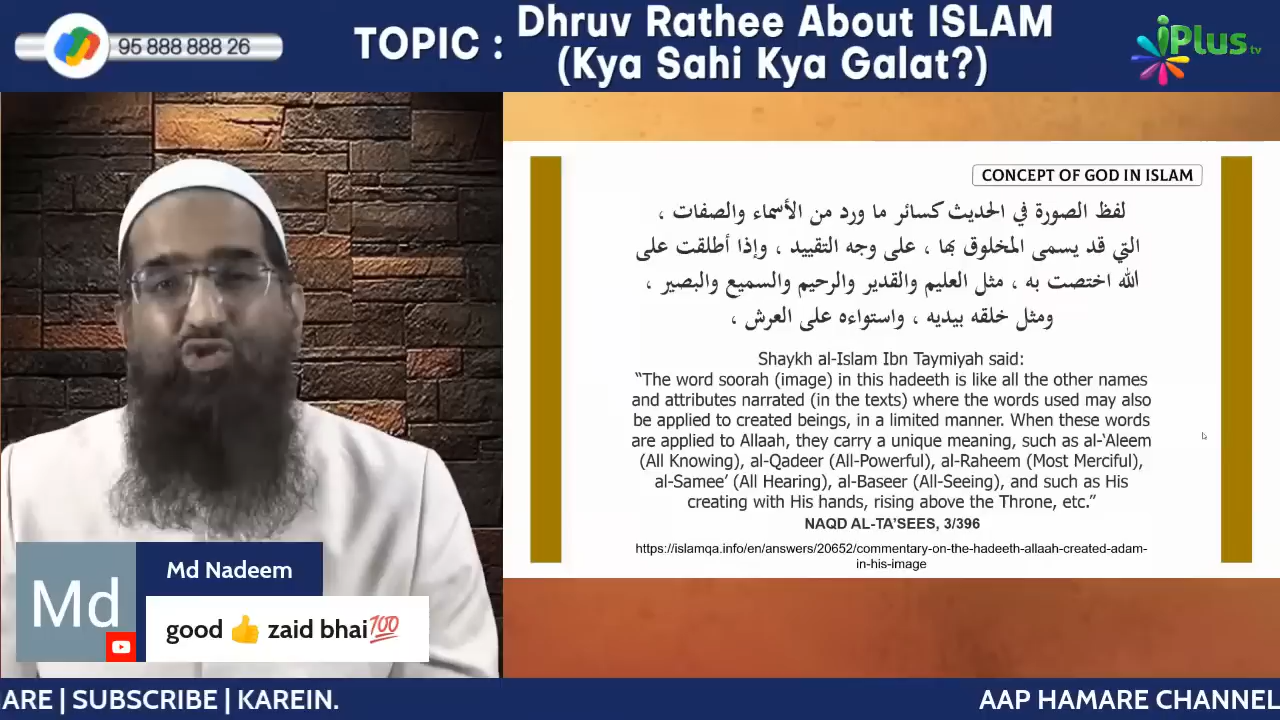 95 888 888 26
TOPIC :
Dhruv Rathee About ISLAM
(Kya Sahi Kya Galat?)
iPlus tv
CONCEPT OF GOD IN ISLAM
لفظ الصورة في الحديث كسائر ما ورد من الأسماء والصفات ،
التي قد يسمى المخلوق بها ، على وجه التقييد ، وإذا أطلقت على
الله اختصت به ، مثل العليم والقدير والرحيم والسميع والبصير ،
ومثل خلقه بيديه ، واستواءه على العرش ،
Shaykh al-Islam Ibn Taymiyah said:
“The word soorah (image) in this hadeeth is like all the other names
and attributes narrated (in the texts) where the words used may also
be applied to created beings, in a limited manner. When these words
are applied to Allaah, they carry a unique meaning, such as al-‘Aleem
(All Knowing), al-Qadeer (All-Powerful), al-Raheem (Most Merciful),
al-Samee’ (All Hearing), al-Baseer (All-Seeing), and such as His
creating with His hands, rising above the Throne, etc.”
NAQD AL-TA’SEES, 3/396
https://islamqa.info/en/answers/20652/commentary-on-the-hadeeth-allaah-created-adam-
in-his-image
Md
Md Nadeem
good 👍 zaid bhai💯
ARE | SUBSCRIBE | KAREIN.
AAP HAMARE CHANNEL